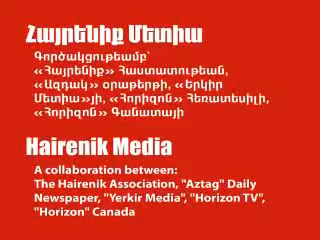 Հայրենիք Մետիա
Գործակցութեամբ՝
«Հայրենիք» Հաստատութեան,
«Ազդակ» օրաթերթի, «Երկիր
Մետիա»յի, «Հորիզոն» Հեռատեսիլի,
«Հորիզոն» Գանատայի
Hairenik Media
A collaboration between:
The Hairenik Association, "Aztag" Daily
Newspaper, "Yerkir Media", "Horizon TV",
"Horizon" Canada